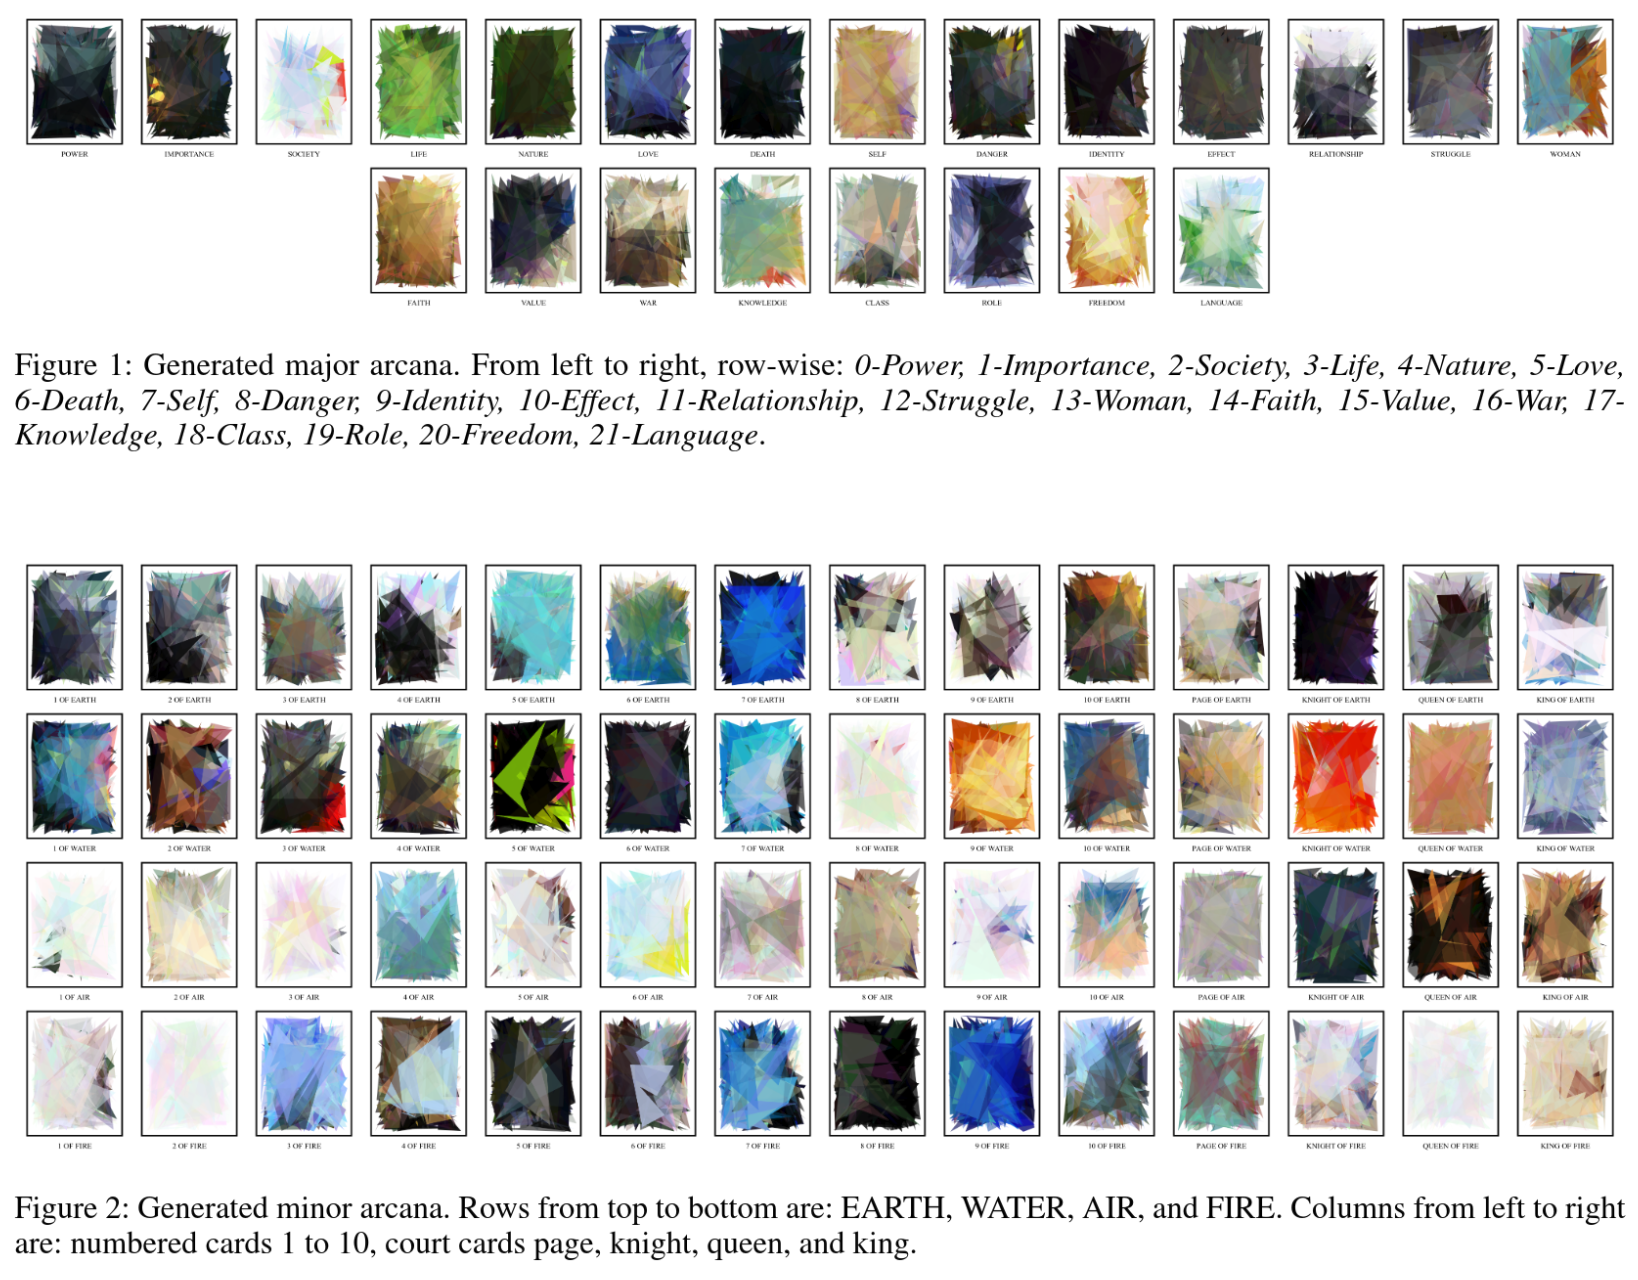 POWER IMPORTANCE SOCIETY LIFE NATURE LOVE DEATH SELF DANGER IDENTITY EFFECT RELATIONSHIP STRUGGLE WOMAN
FAITH VALUE WAR KNOWLEDGE CLASS ROLE FREEDOM LANGUAGE
Figure 1: Generated major arcana. From left to right, row-wise: 0-Power, 1-Importance, 2-Society, 3-Life, 4-Nature, 5-Love,
6-Death, 7-Self, 8-Danger, 9-Identity, 10-Effect, 11-Relationship, 12-Struggle, 13-Woman, 14-Faith, 15-Value, 16-War, 17-
Knowledge, 18-Class, 19-Role, 20-Freedom, 21-Language.
1 OF EARTH 2 OF EARTH 3 OF EARTH 4 OF EARTH 5 OF EARTH 6 OF EARTH 7 OF EARTH 8 OF EARTH 9 OF EARTH 10 OF EARTH PAGE OF EARTH KNIGHT OF EARTH QUEEN OF EARTH KING OF EARTH
1 OF WATER 2 OF WATER 3 OF WATER 4 OF WATER 5 OF WATER 6 OF WATER 7 OF WATER 8 OF WATER 9 OF WATER 10 OF WATER PAGE OF WATER KNIGHT OF WATER QUEEN OF WATER KING OF WATER
1 OF AIR 2 OF AIR 3 OF AIR 4 OF AIR 5 OF AIR 6 OF AIR 7 OF AIR 8 OF AIR 9 OF AIR 10 OF AIR PAGE OF AIR KNIGHT OF AIR QUEEN OF AIR KING OF AIR
1 OF FIRE 2 OF FIRE 3 OF FIRE 4 OF FIRE 5 OF FIRE 6 OF FIRE 7 OF FIRE 8 OF FIRE 9 OF FIRE 10 OF FIRE PAGE OF FIRE KNIGHT OF FIRE QUEEN OF FIRE KING OF FIRE
Figure 2: Generated minor arcana. Rows from top to bottom are: EARTH, WATER, AIR, and FIRE. Columns from left to right
are: numbered cards 1 to 10, court cards page, knight, queen, and king.